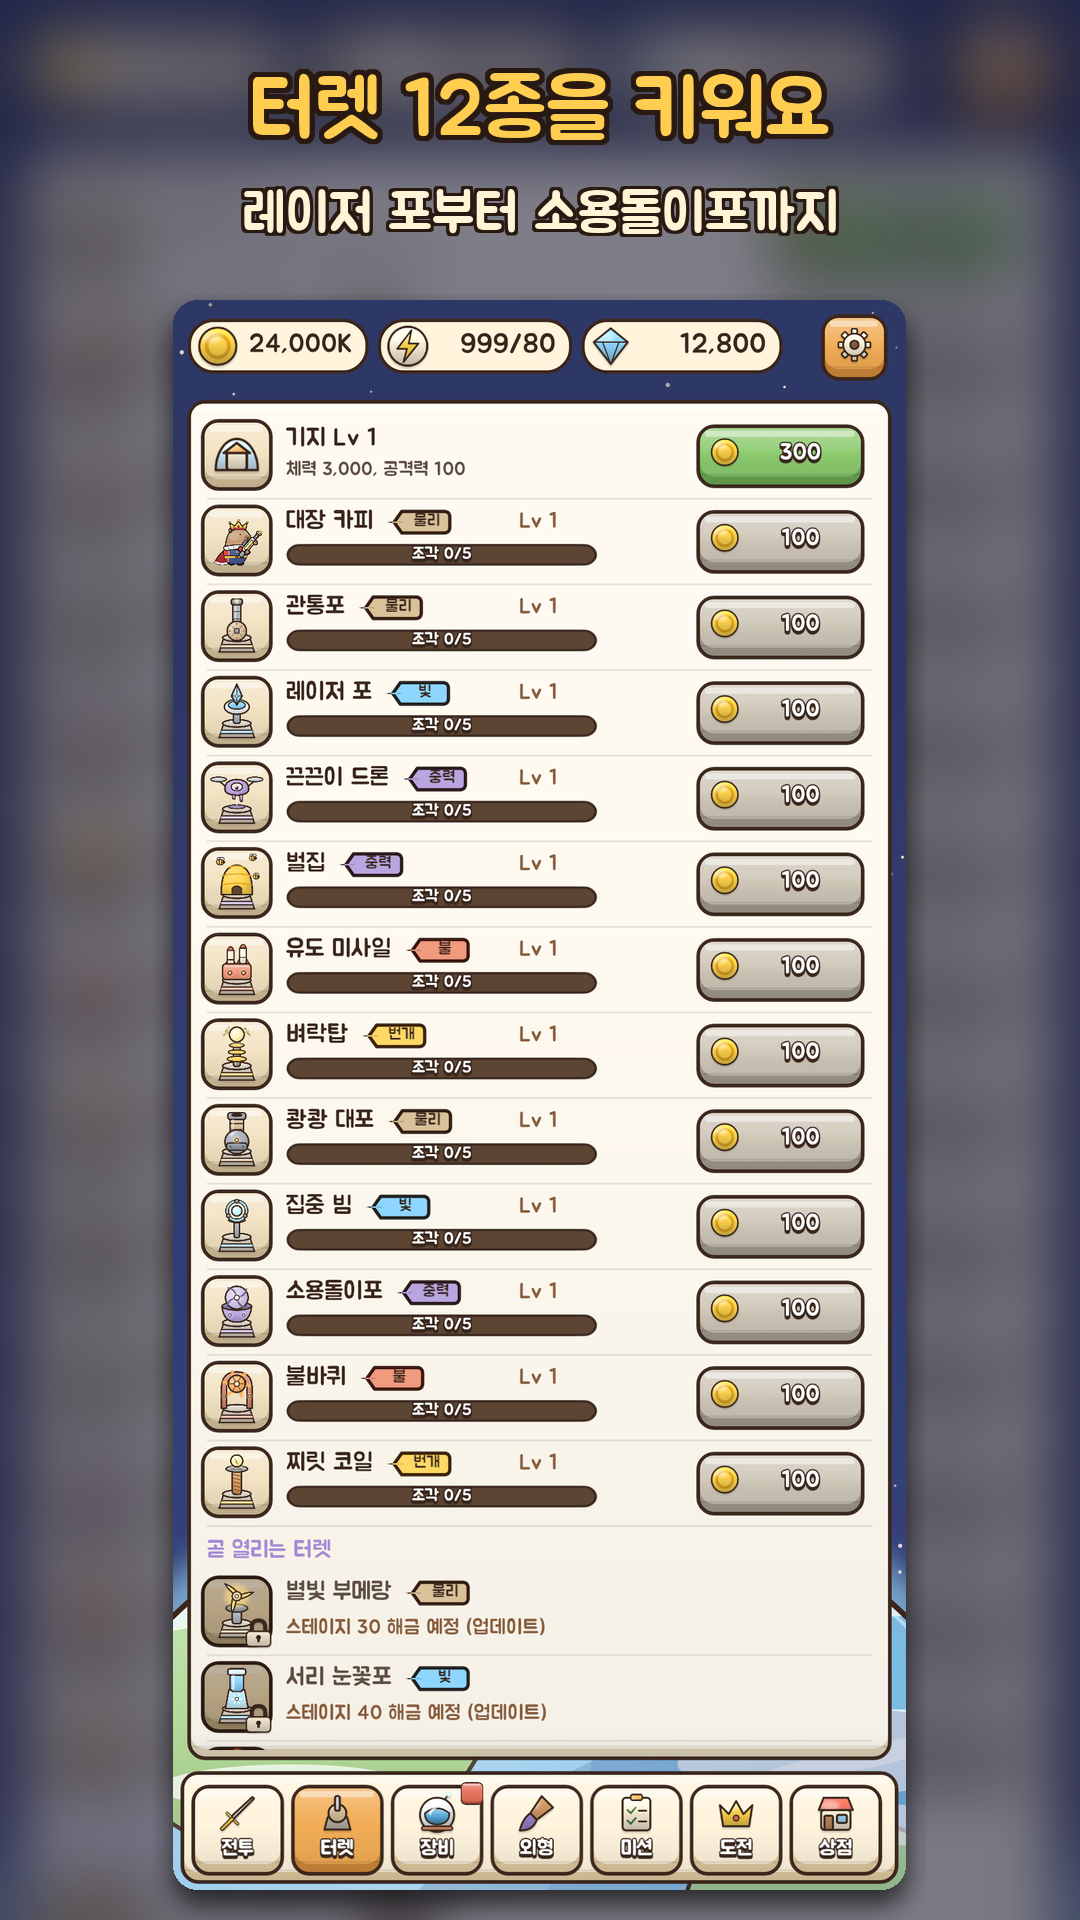 터렛 12종을 키워요
레이저 포부터 소용돌이포까지
24,000K 999/80 12,800
기지 Lv 1
체력 3,000, 공격력 100
300
대장 카피 물리 Lv 1
조각 0/5
100
관통포 물리 Lv 1
조각 0/5
100
레이저 포 빛 Lv 1
조각 0/5
100
끈끈이 드론 중력 Lv 1
조각 0/5
100
벌집 중력 Lv 1
조각 0/5
100
유도 미사일 불 Lv 1
조각 0/5
100
벼락탑 번개 Lv 1
조각 0/5
100
쾅쾅 대포 물리 Lv 1
조각 0/5
100
집중 빔 빛 Lv 1
조각 0/5
100
소용돌이포 중력 Lv 1
조각 0/5
100
불바퀴 불 Lv 1
조각 0/5
100
찌릿 코일 번개 Lv 1
조각 0/5
100
곧 열리는 터렛
별빛 부메랑 물리
스테이지 30 해금 예정 (업데이트)
서리 눈꽃포 빛
스테이지 40 해금 예정 (업데이트)
전투 터렛 장비 외형 미션 도전 상점